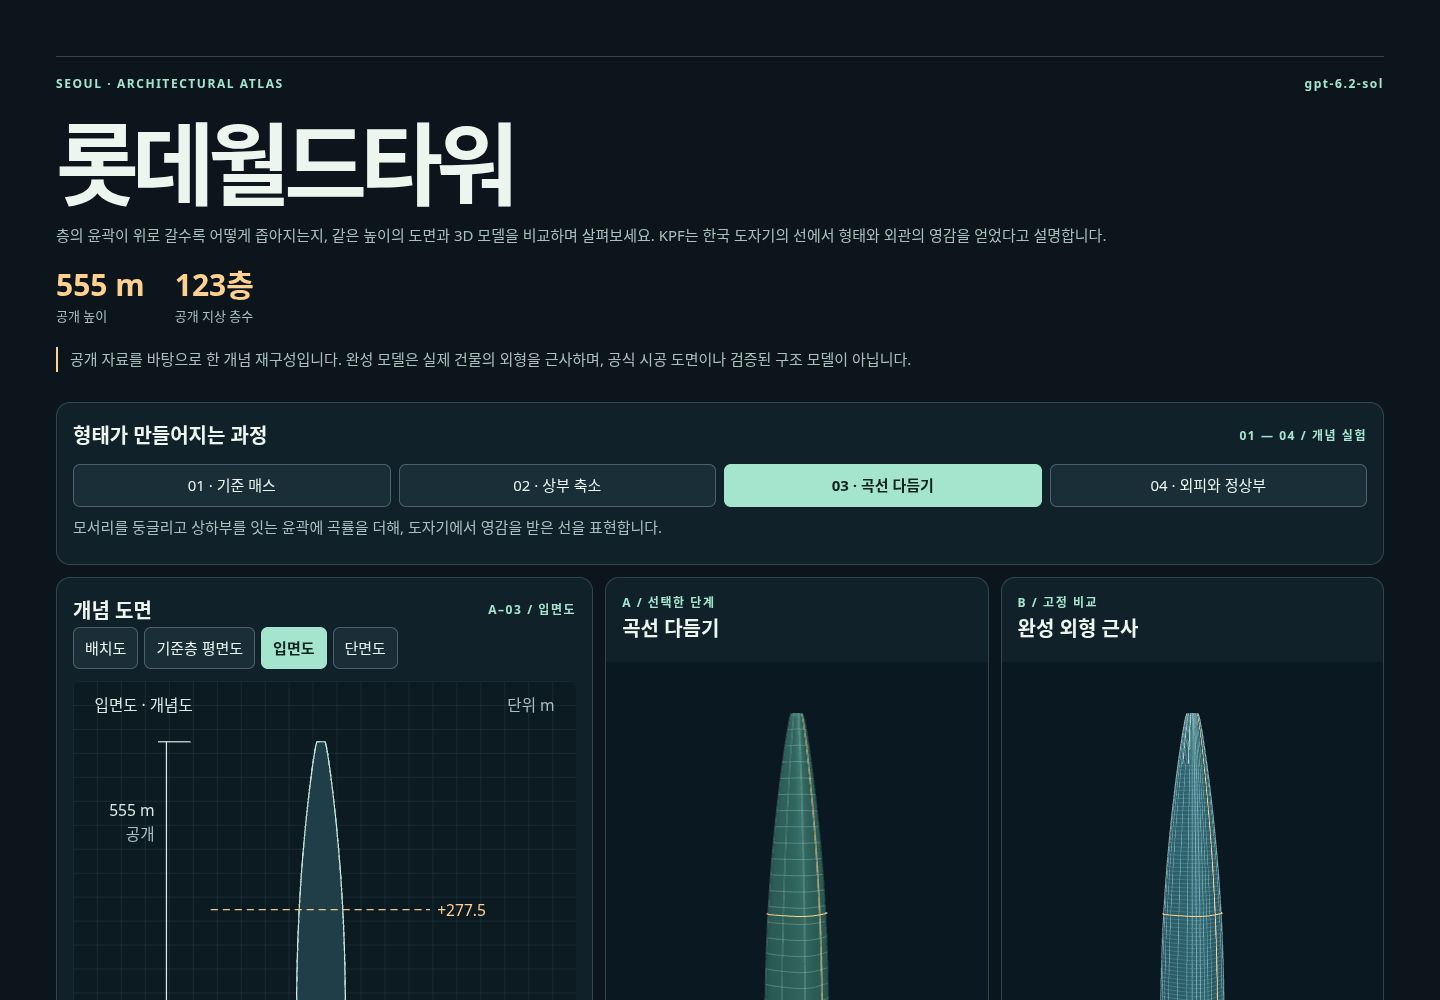 SEOUL · ARCHITECTURAL ATLAS
gpt-6.2-sol
롯데월드타워
층의 윤곽이 위로 갈수록 어떻게 좁아지는지, 같은 높이의 도면과 3D 모델을 비교하며 살펴보세요. KPF는 한국 도자기의 선에서 형태와 외관의 영감을 얻었다고 설명합니다.
555 m
123층
공개 높이
공개 지상 층수
공개 자료를 바탕으로 한 개념 재구성입니다. 완성 모델은 실제 건물의 외형을 근사하며, 공식 시공 도면이나 검증된 구조 모델이 아닙니다.
형태가 만들어지는 과정
01 — 04 / 개념 실험
01 · 기준 매스
02 · 상부 축소
03 · 곡선 다듬기
04 · 외피와 정상부
모서리를 둥글리고 상하부를 잇는 윤곽에 곡률을 더해, 도자기에서 영감을 받은 선을 표현합니다.
개념 도면
A–03 / 입면도
배치도
기준층 평면도
입면도
단면도
입면도 · 개념도
단위 m
555 m
공개
+277.5
A / 선택한 단계
곡선 다듬기
B / 고정 비교
완성 외형 근사